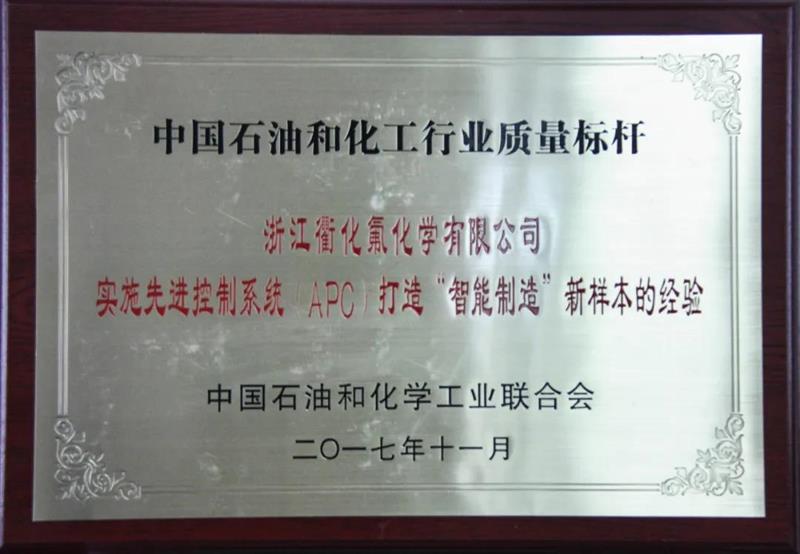 中国石油和化工行业质量标杆
浙江衢化氟化学有限公司
实施先进控制系统（APC）打造“智能制造”新样本的经验
中国石油和化学工业联合会
二〇一七年十一月